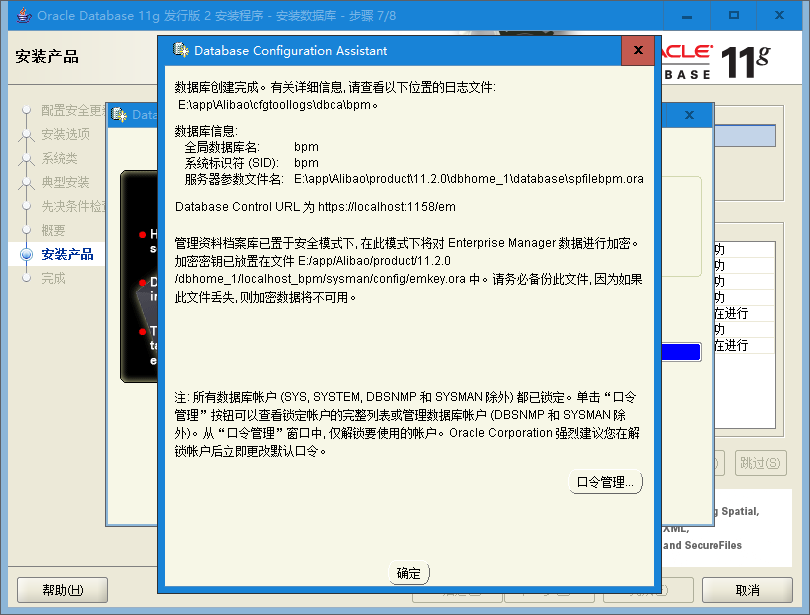 Oracle Database 11g 发行版 2 安装程序 - 安装数据库 - 步骤 7/8
安装产品
11g
配置安全更新
安装选项
系统类
典型安装
先决条件检查
概要
安装产品
完成
Database Configuration Assistant
数据库创建完成。有关详细信息, 请查看以下位置的日志文件:
E:\app\Alibao\cfgtoollogs\dbca\bpm。
数据库信息:
全局数据库名: bpm
系统标识符 (SID): bpm
服务器参数文件名: E:\app\Alibao\product\11.2.0\dbhome_1\database\spfilebpm.ora
Database Control URL 为 https://localhost:1158/em
管理资料档案库已置于安全模式下, 在此模式下将对 Enterprise Manager 数据进行加密。
加密密钥已放置在文件 E:/app/Alibao/product/11.2.0
/dbhome_1/localhost_bpm/sysman/config/emkey.ora 中。请务必备份此文件, 因为如果
此文件丢失, 则加密数据将不可用。
注: 所有数据库帐户 (SYS, SYSTEM, DBSNMP 和 SYSMAN 除外) 都已锁定。单击“口令
管理”按钮可以查看锁定帐户的完整列表或管理数据库帐户 (DBSNMP 和 SYSMAN 除
外)。从“口令管理”窗口中, 仅解锁要使用的帐户。Oracle Corporation 强烈建议您在解
锁帐户后立即更改默认口令。
口令管理...
确定
功
功
功
功
在进行
功
在进行
跳过(S)
Spatial,
XML,
and SecureFiles
帮助(H)
取消